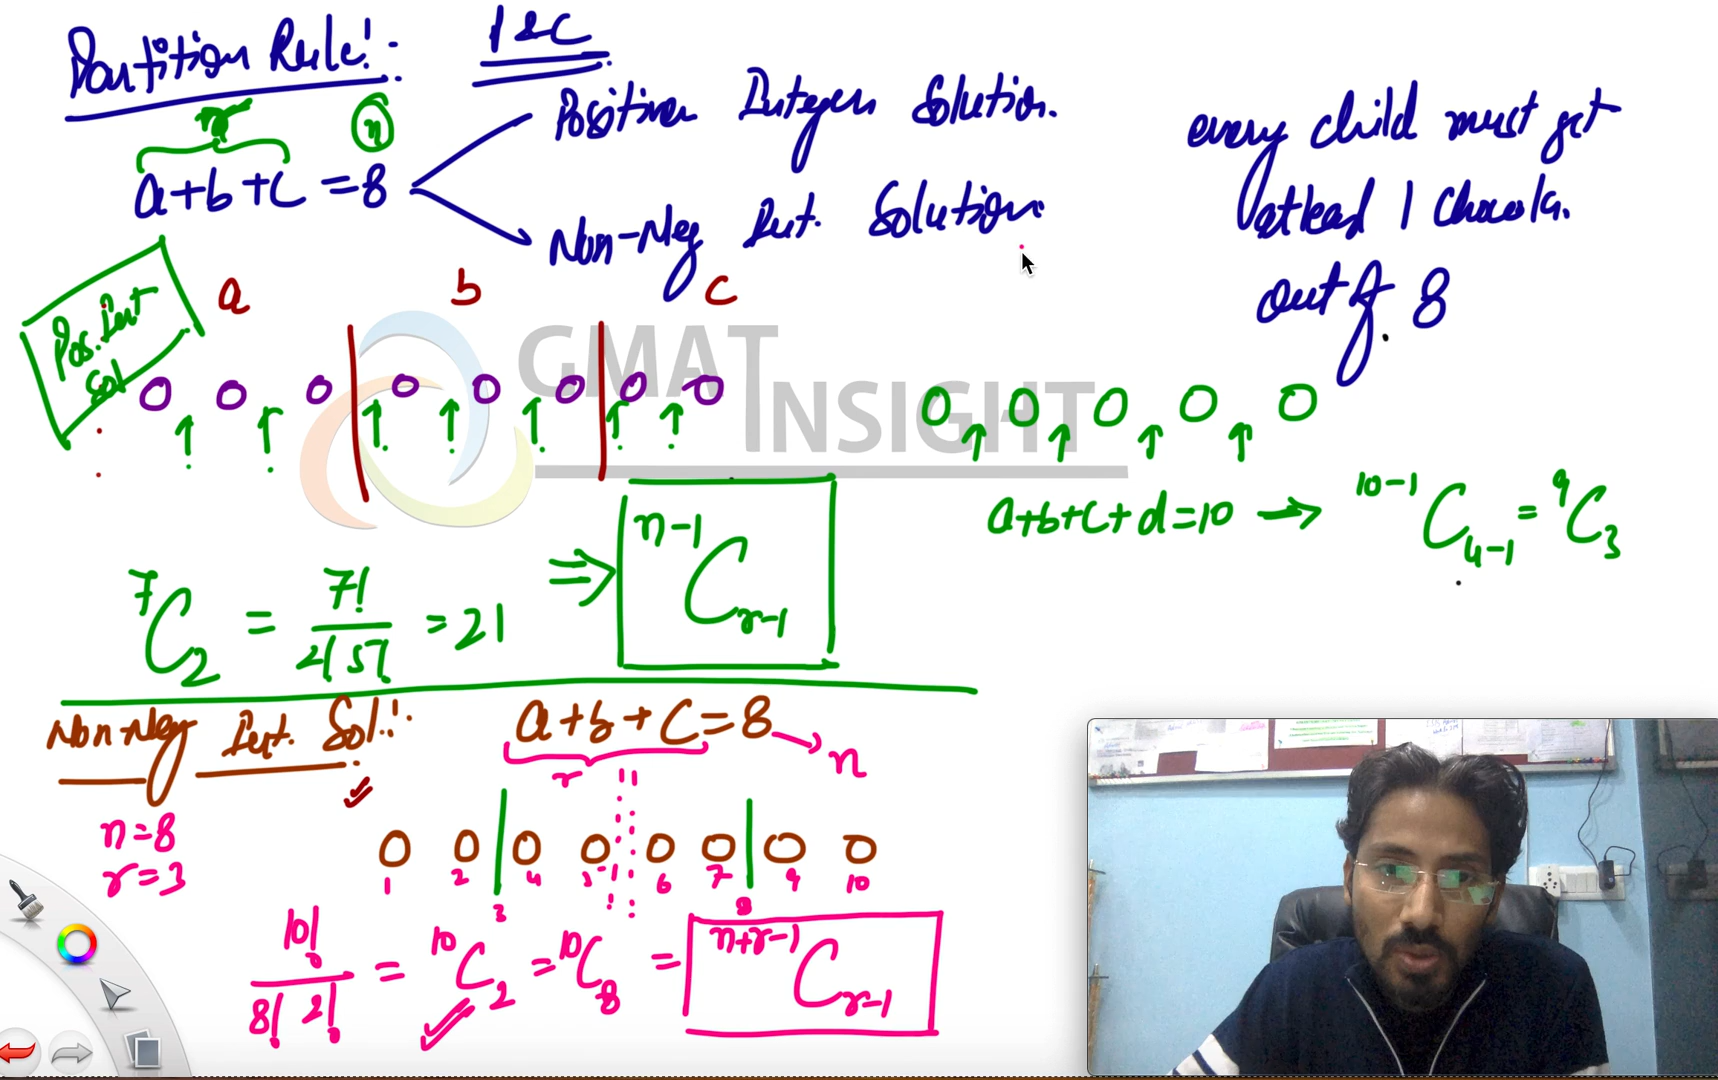 Partition Rule:-
P&C
r
n
a+b+c = 8
Positive Integer Solution.
Non-Neg Int. Solution
every child must get
atleast 1 Chocola.
out of 8
Pos. Int
Sol
a
b
c
GMAT
INSIGHT
O O O | O O O | O O
O O O O O
a+b+c+d=10 → 10-1C4-1 = 9C3
7C2 = 7!/2!5! = 21 ⇒ n-1Cr-1
Non-Neg Int. Sol.:
a+b+c=8 → n
r
n=8
r=3
O O | O O O O | O O
1 2 3 4 5 6 7 8 9 10
10!/8! 2! = 10C2 = 10C8 = n+r-1Cr-1